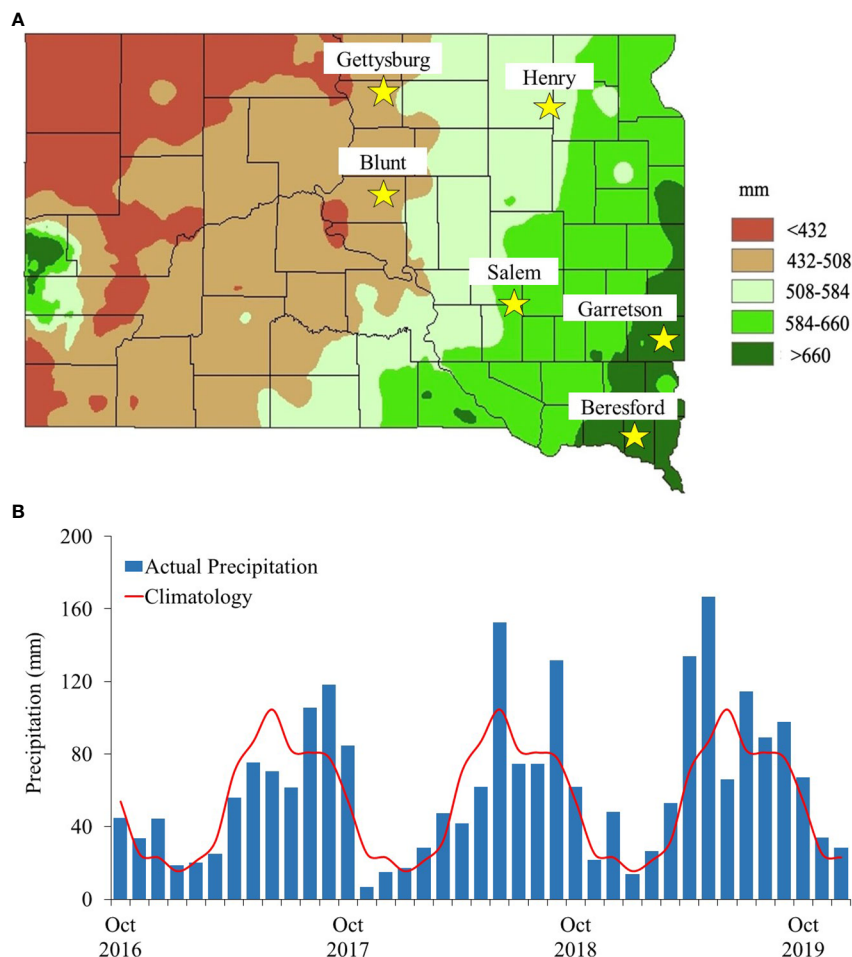 A
Gettysburg
Henry
Blunt
Salem
Garretson
Beresford
mm
<432
432-508
508-584
584-660
>660
B
Precipitation (mm)
200
160
120
80
40
0
Actual Precipitation
Climatology
Oct 2016
Oct 2017
Oct 2018
Oct 2019